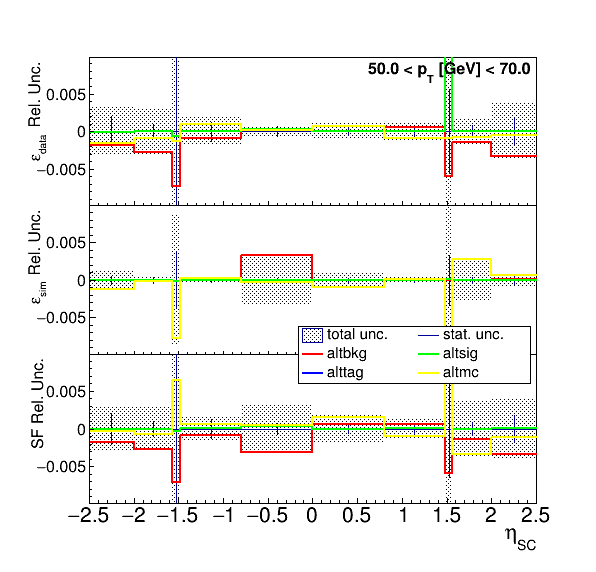 50.0 < p_T [GeV] < 70.0
ε_data Rel. Unc.
0.005
0
−0.005
ε_sim Rel. Unc.
0.005
0
−0.005
total unc.
stat. unc.
altbkg
altsig
alttag
altmc
SF Rel. Unc.
0.005
0
−0.005
−2.5 −2 −1.5 −1 −0.5 0 0.5 1 1.5 2 2.5
η_SC